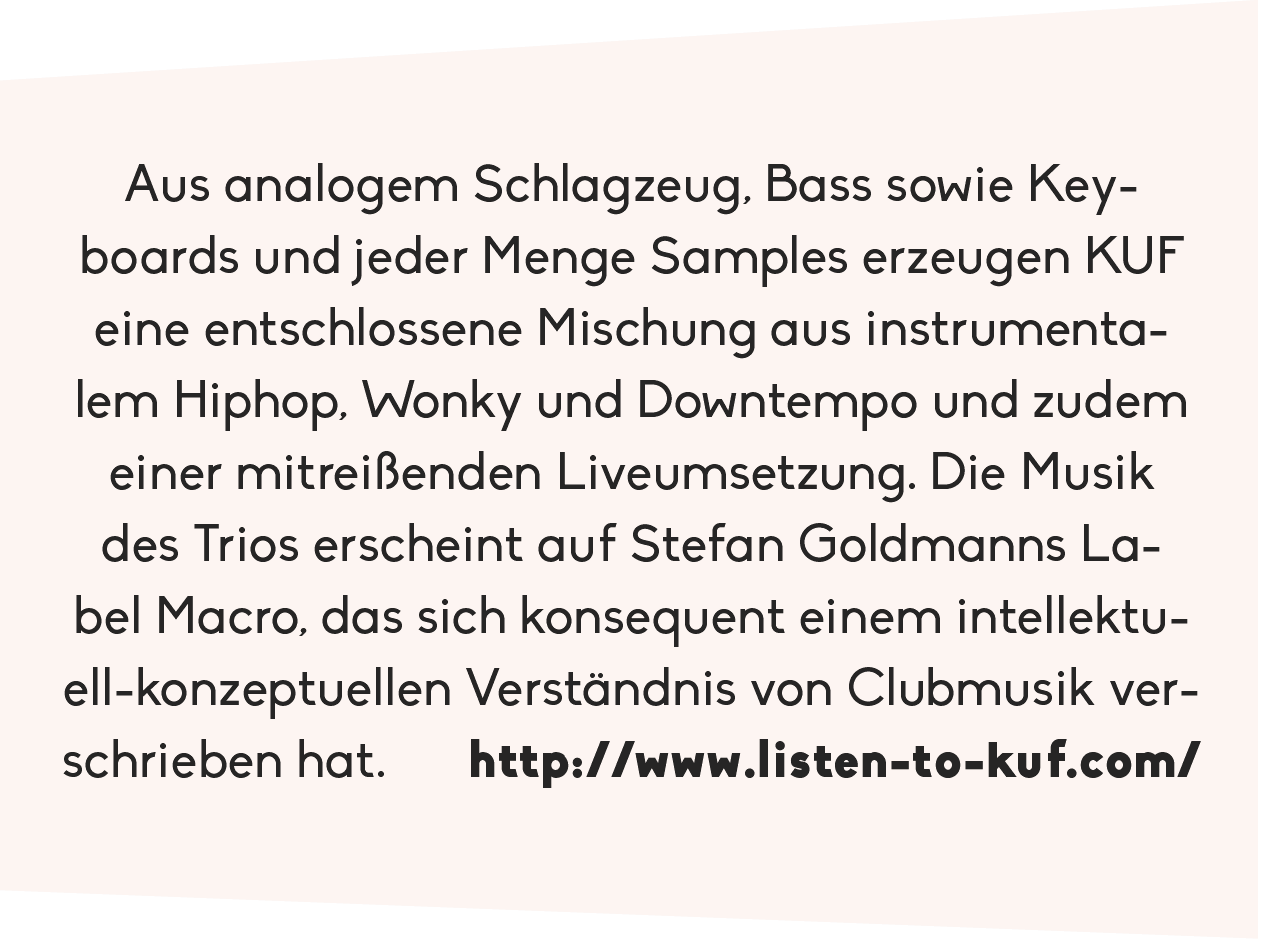 Aus analogem Schlagzeug, Bass sowie Key-
boards und jeder Menge Samples erzeugen KUF
eine entschlossene Mischung aus instrumenta-
lem Hiphop, Wonky und Downtempo und zudem
einer mitreißenden Liveumsetzung. Die Musik
des Trios erscheint auf Stefan Goldmanns La-
bel Macro, das sich konsequent einem intellektu-
ell-konzeptuellen Verständnis von Clubmusik ver-
schrieben hat. http://www.listen-to-kuf.com/